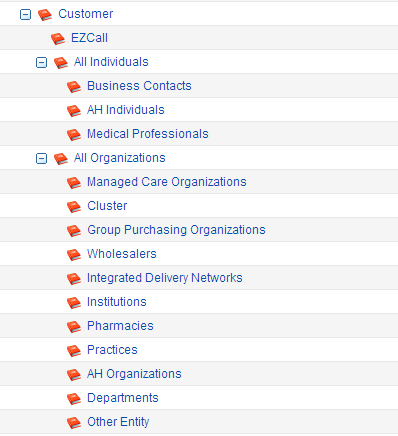 Customer
EZCall
All Individuals
Business Contacts
AH Individuals
Medical Professionals
All Organizations
Managed Care Organizations
Cluster
Group Purchasing Organizations
Wholesalers
Integrated Delivery Networks
Institutions
Pharmacies
Practices
AH Organizations
Departments
Other Entity